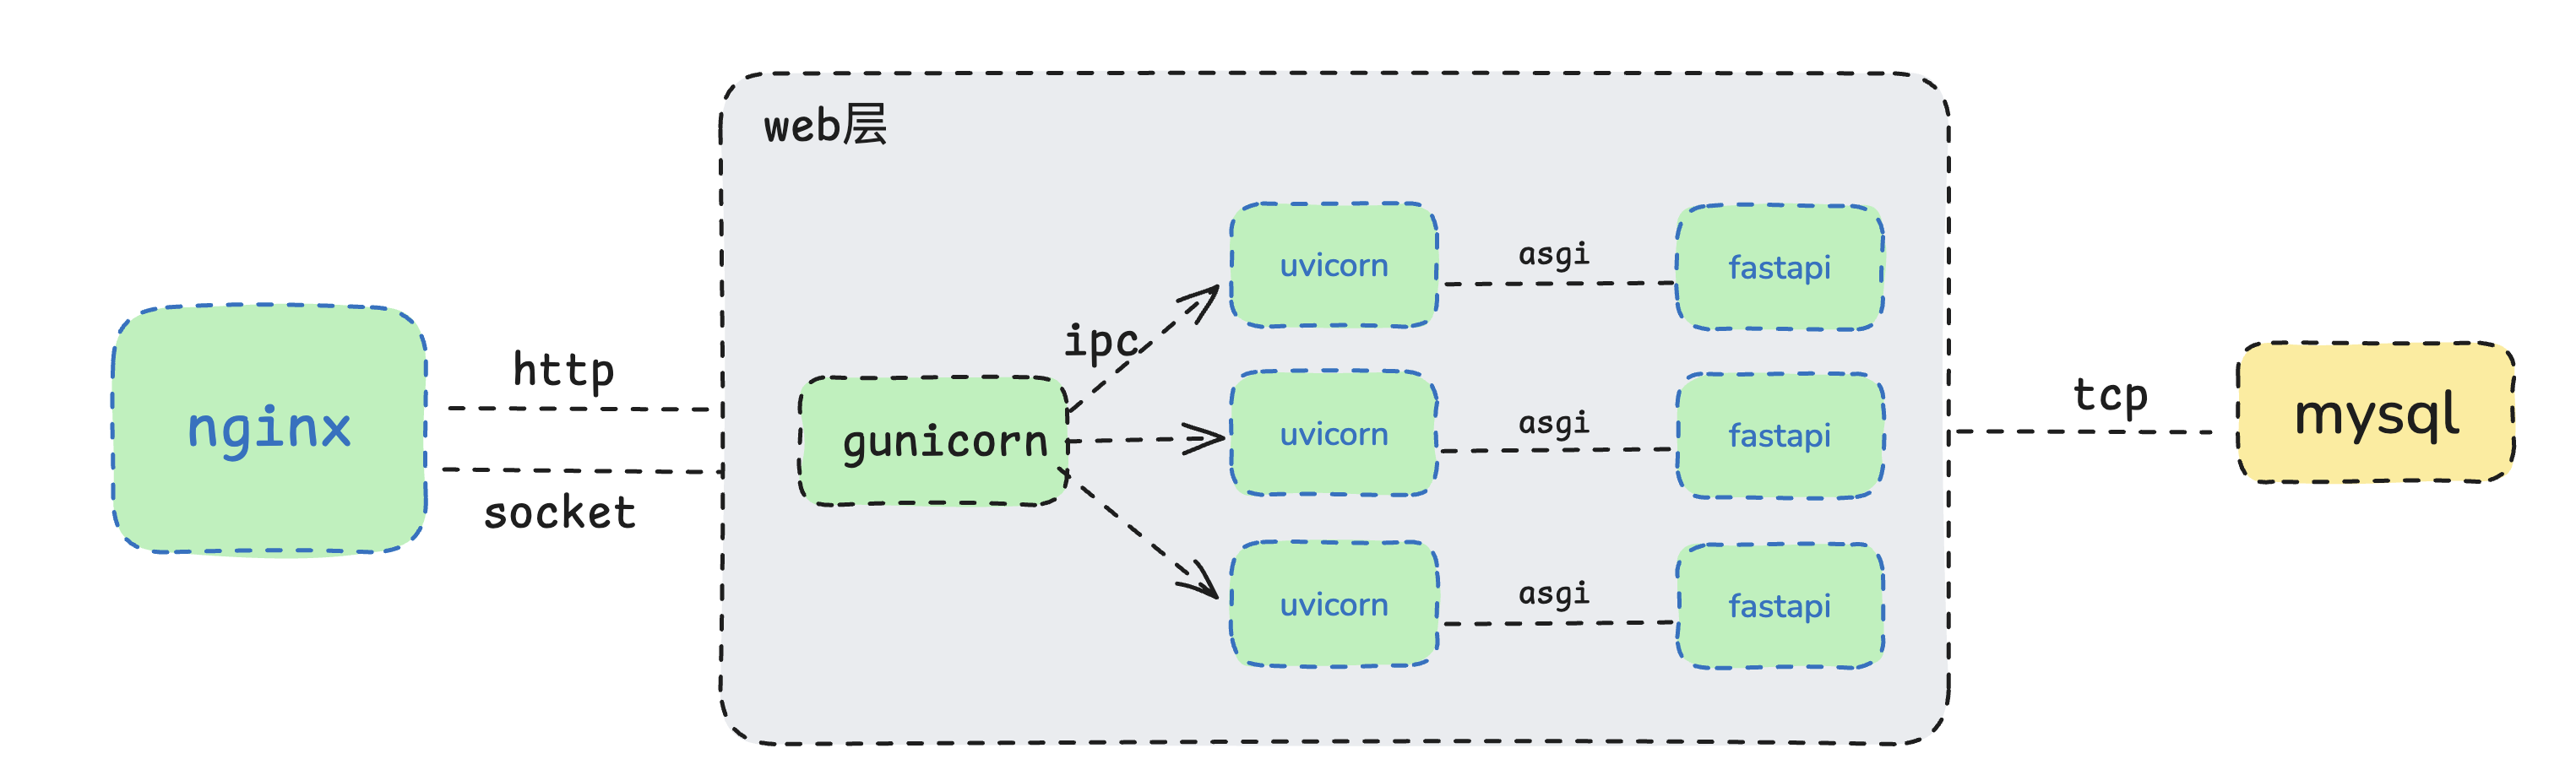 web层
nginx
http
socket
gunicorn
ipc
uvicorn
asgi
fastapi
uvicorn
asgi
fastapi
uvicorn
asgi
fastapi
tcp
mysql